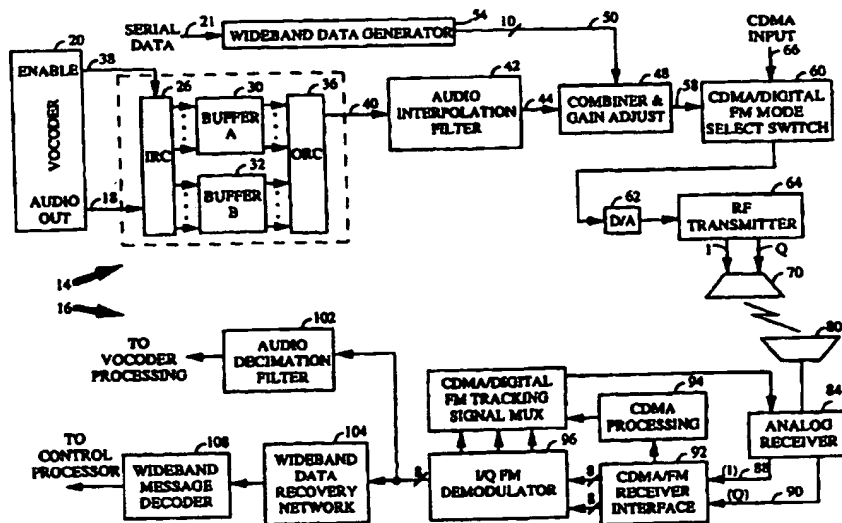 SERIAL DATA
21
WIDEBAND DATA GENERATOR
54
10
50
CDMA INPUT
66
20
ENABLE
VOCODER
AUDIO OUT
38
18
26
IRC
30
BUFFER A
32
BUFFER B
36
ORC
40
42
AUDIO INTERPOLATION FILTER
44
48
COMBINER & GAIN ADJUST
58
60
CDMA/DIGITAL FM MODE SELECT SWITCH
62
D/A
64
RF TRANSMITTER
I
Q
70
80
14
16
TO VOCODER PROCESSING
102
AUDIO DECIMATION FILTER
CDMA/DIGITAL FM TRACKING SIGNAL MUX
94
CDMA PROCESSING
84
ANALOG RECEIVER
TO CONTROL PROCESSOR
108
WIDEBAND MESSAGE DECODER
104
WIDEBAND DATA RECOVERY NETWORK
8
96
I/Q FM DEMODULATOR
8
8
92
CDMA/FM RECEIVER INTERFACE
(I)
88
(Q)
90